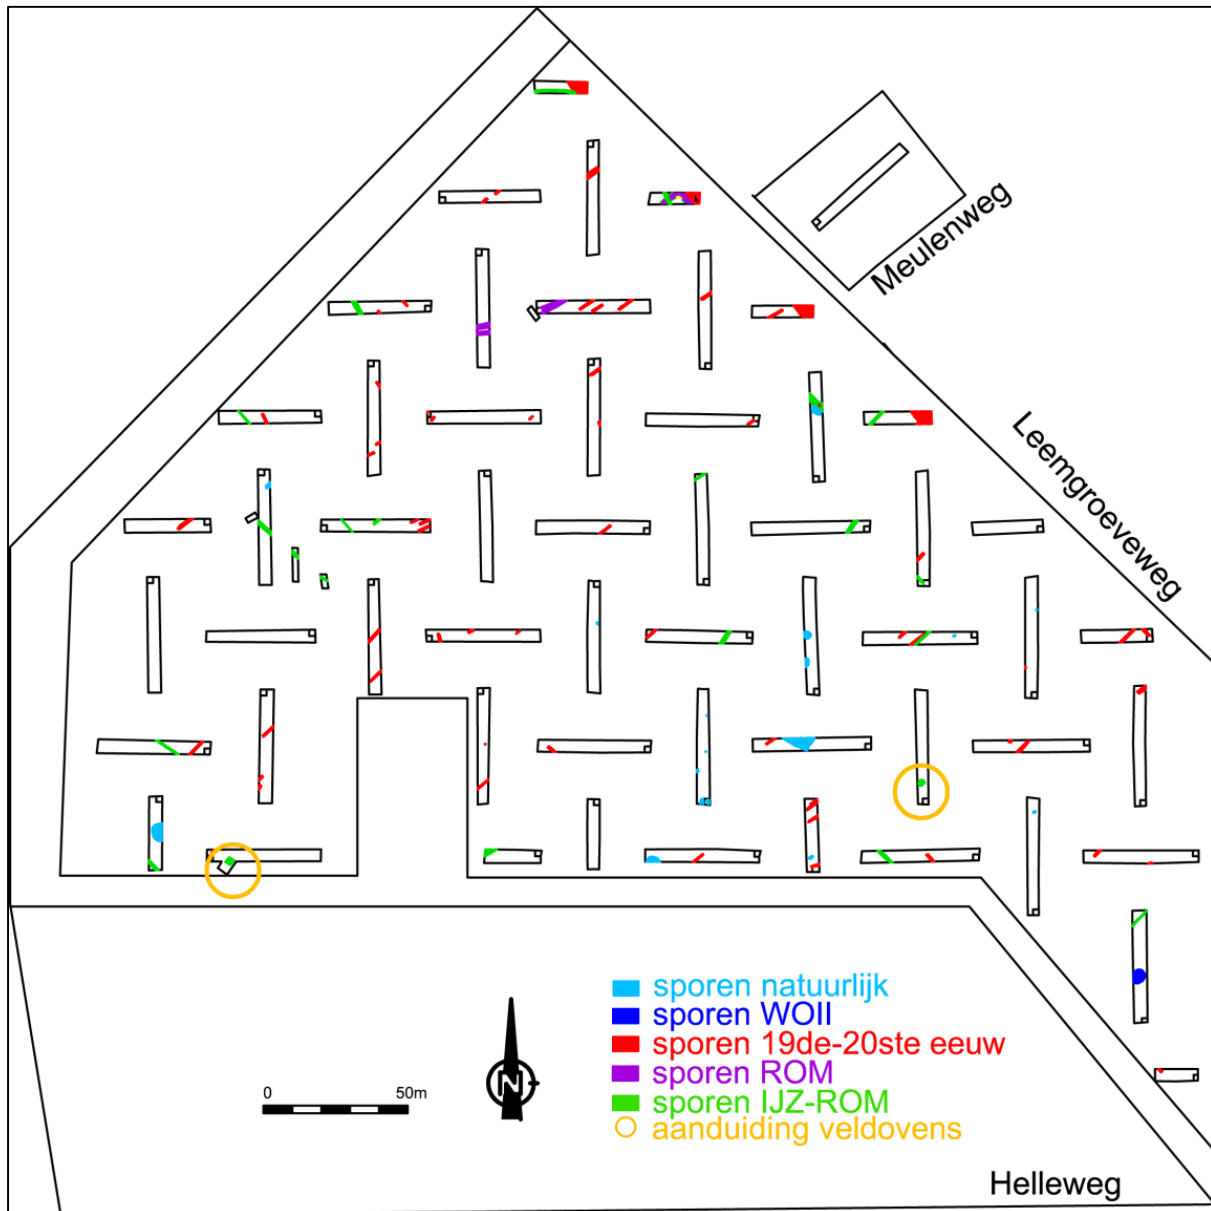 Meulenweg
Leemgroeveweg
sporen natuurlijk
sporen WOII
sporen 19de-20ste eeuw
sporen ROM
sporen IJZ-ROM
aanduiding veldovens
0 50m
N
Helleweg